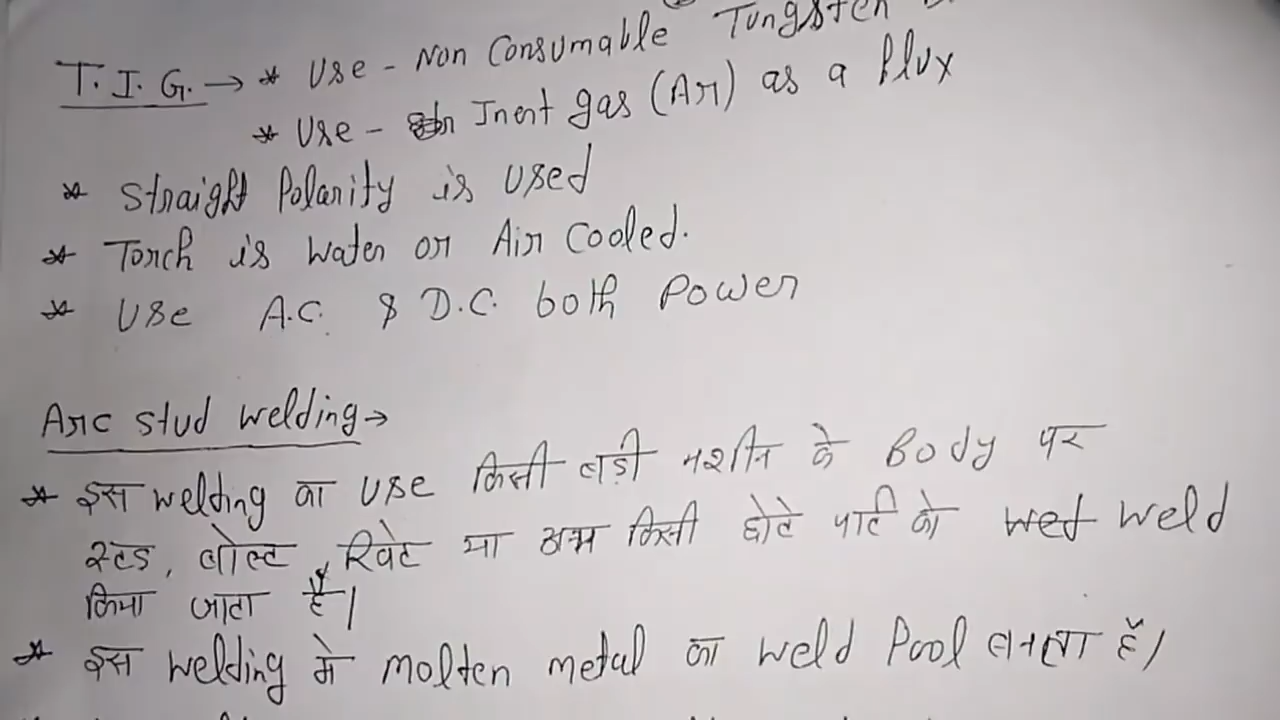 T.I.G. → * Use - Non Consumable Tungsten
* Use - Inert gas (Ar) as a flux
* Straight Polarity is used
* Torch is water or Air cooled.
* Use A.C. & D.C. both Power
Arc stud welding →
* इस welding का use किसी बड़ी मशीन के Body पर
स्टड, बोल्ट, रिवेट या अन्य किसी छोटे पार्ट को wet weld
किया जाता है।
* इस welding मे molten metal का weld Pool बनता है।